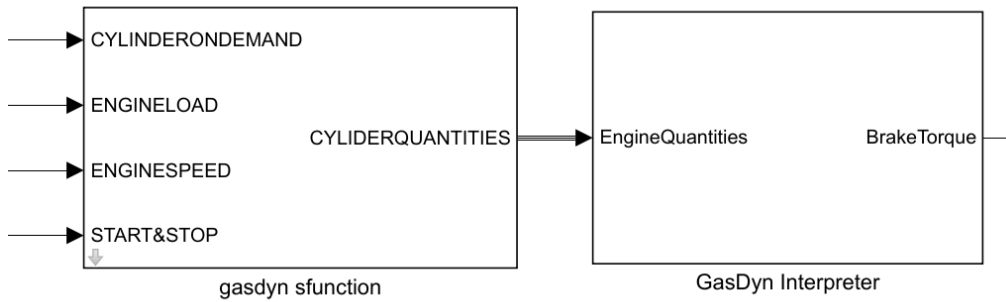 CYLINDERONDEMAND
ENGINELOAD
ENGINESPEED
START&STOP
CYLIDERQUANTITIES
gasdyn sfunction
EngineQuantities
BrakeTorque
GasDyn Interpreter